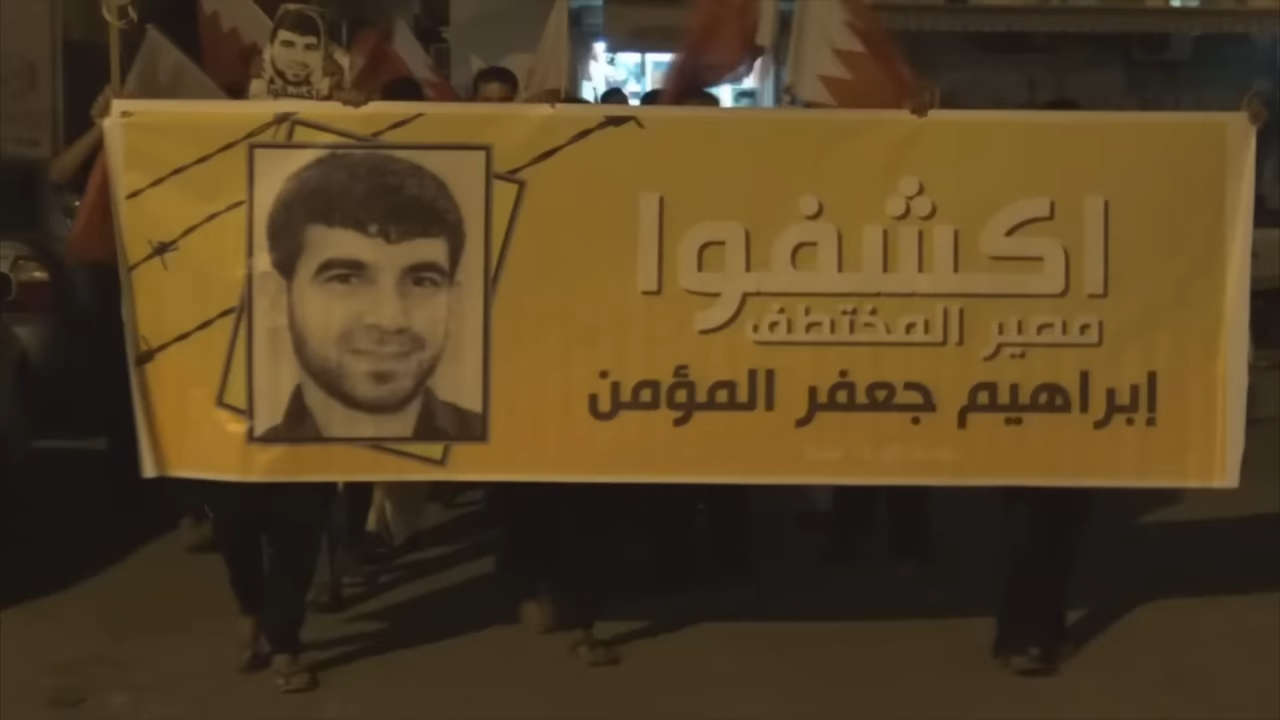 اكشفوا
مصير المختطف
إبراهيم جعفر المؤمن